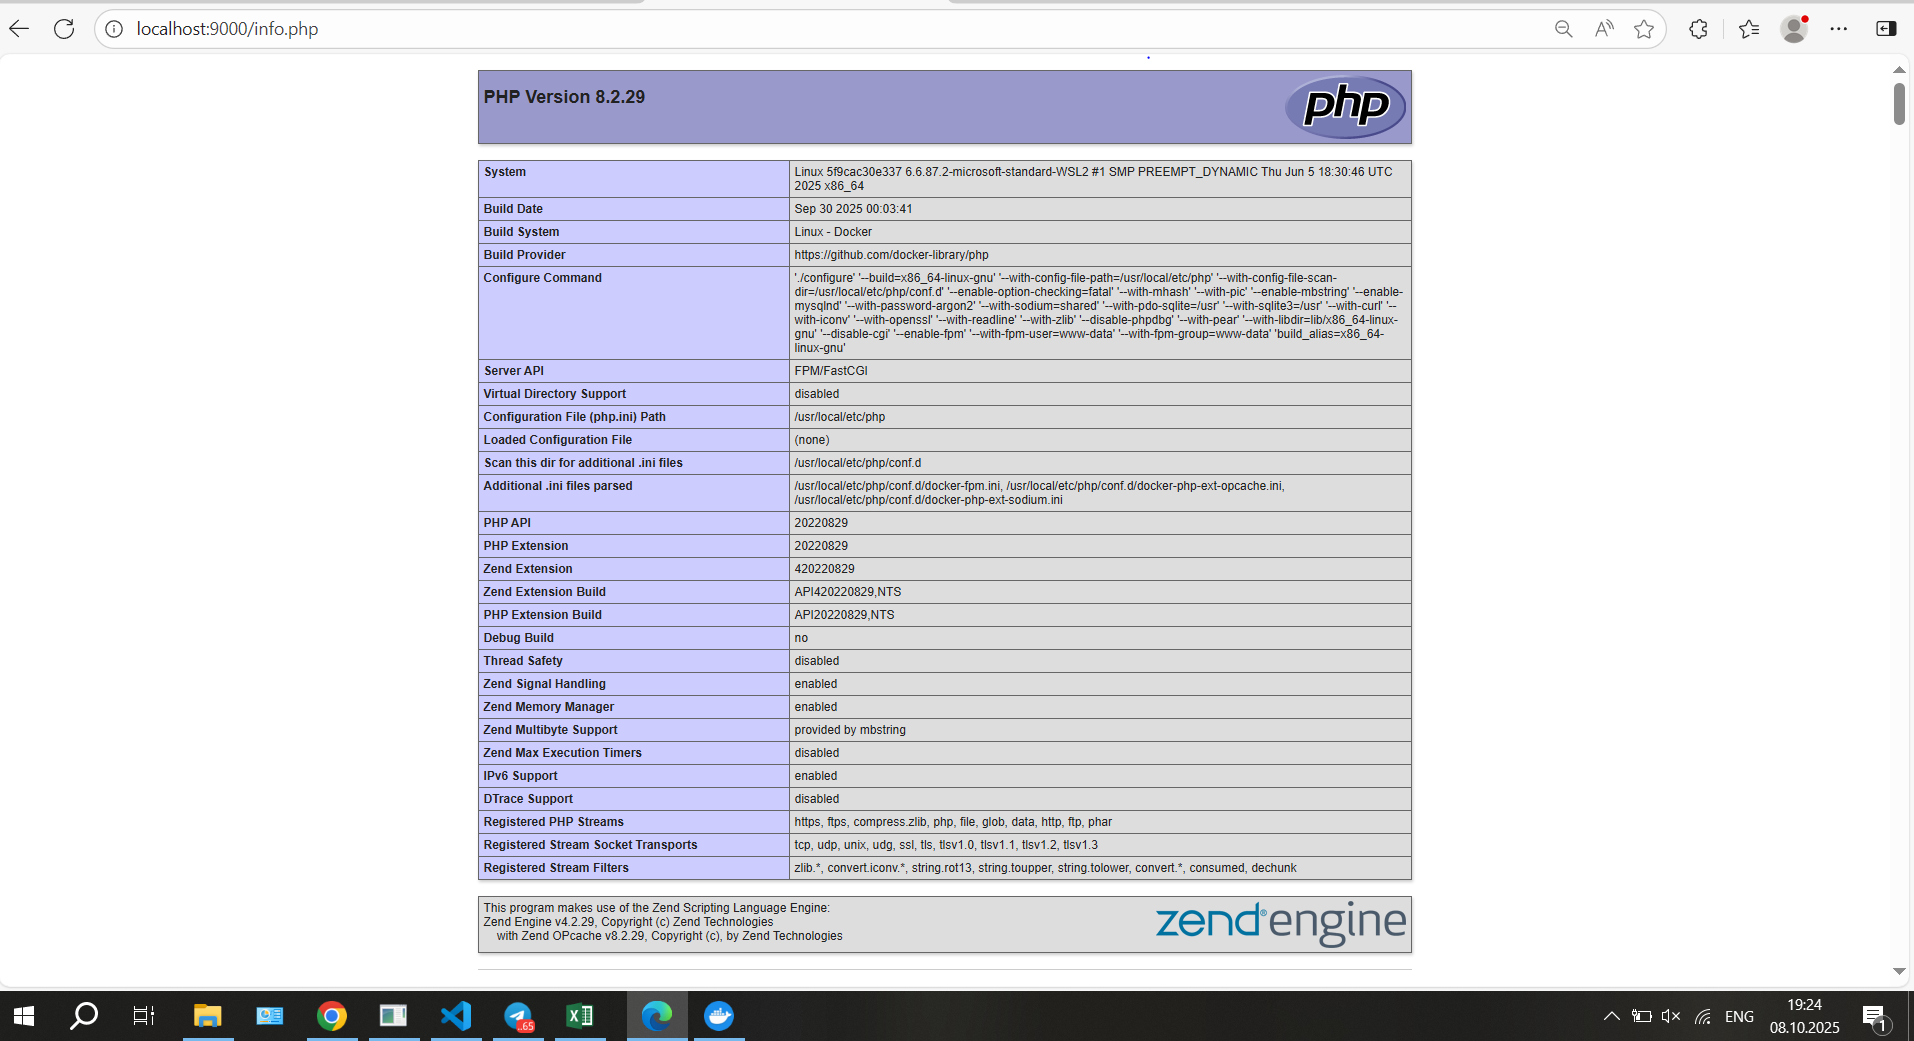 localhost:9000/info.php
PHP Version 8.2.29
php
System Linux 5f9cac30e337 6.6.87.2-microsoft-standard-WSL2 #1 SMP PREEMPT_DYNAMIC Thu Jun 5 18:30:46 UTC
2025 x86_64
Build Date Sep 30 2025 00:03:41
Build System Linux - Docker
Build Provider https://github.com/docker-library/php
Configure Command './configure' '--build=x86_64-linux-gnu' '--with-config-file-path=/usr/local/etc/php' '--with-config-file-scan-
dir=/usr/local/etc/php/conf.d' '--enable-option-checking=fatal' '--with-mhash' '--with-pic' '--enable-mbstring' '--enable-
mysqlnd' '--with-password-argon2' '--with-sodium=shared' '--with-pdo-sqlite=/usr' '--with-sqlite3=/usr' '--with-curl' '--
with-iconv' '--with-openssl' '--with-readline' '--with-zlib' '--disable-phpdbg' '--with-pear' '--with-libdir=lib/x86_64-linux-
gnu' '--disable-cgi' '--enable-fpm' '--with-fpm-user=www-data' '--with-fpm-group=www-data' 'build_alias=x86_64-
linux-gnu'
Server API FPM/FastCGI
Virtual Directory Support disabled
Configuration File (php.ini) Path /usr/local/etc/php
Loaded Configuration File (none)
Scan this dir for additional .ini files /usr/local/etc/php/conf.d
Additional .ini files parsed /usr/local/etc/php/conf.d/docker-fpm.ini, /usr/local/etc/php/conf.d/docker-php-ext-opcache.ini,
/usr/local/etc/php/conf.d/docker-php-ext-sodium.ini
PHP API 20220829
PHP Extension 20220829
Zend Extension 420220829
Zend Extension Build API420220829,NTS
PHP Extension Build API20220829,NTS
Debug Build no
Thread Safety disabled
Zend Signal Handling enabled
Zend Memory Manager enabled
Zend Multibyte Support provided by mbstring
Zend Max Execution Timers disabled
IPv6 Support enabled
DTrace Support disabled
Registered PHP Streams https, ftps, compress.zlib, php, file, glob, data, http, ftp, phar
Registered Stream Socket Transports tcp, udp, unix, udg, ssl, tls, tlsv1.0, tlsv1.1, tlsv1.2, tlsv1.3
Registered Stream Filters zlib.*, convert.iconv.*, string.rot13, string.toupper, string.tolower, convert.*, consumed, dechunk
This program makes use of the Zend Scripting Language Engine:
Zend Engine v4.2.29, Copyright (c) Zend Technologies
with Zend OPcache v8.2.29, Copyright (c), by Zend Technologies
zend® engine
..65
ENG
19:24
08.10.2025
1